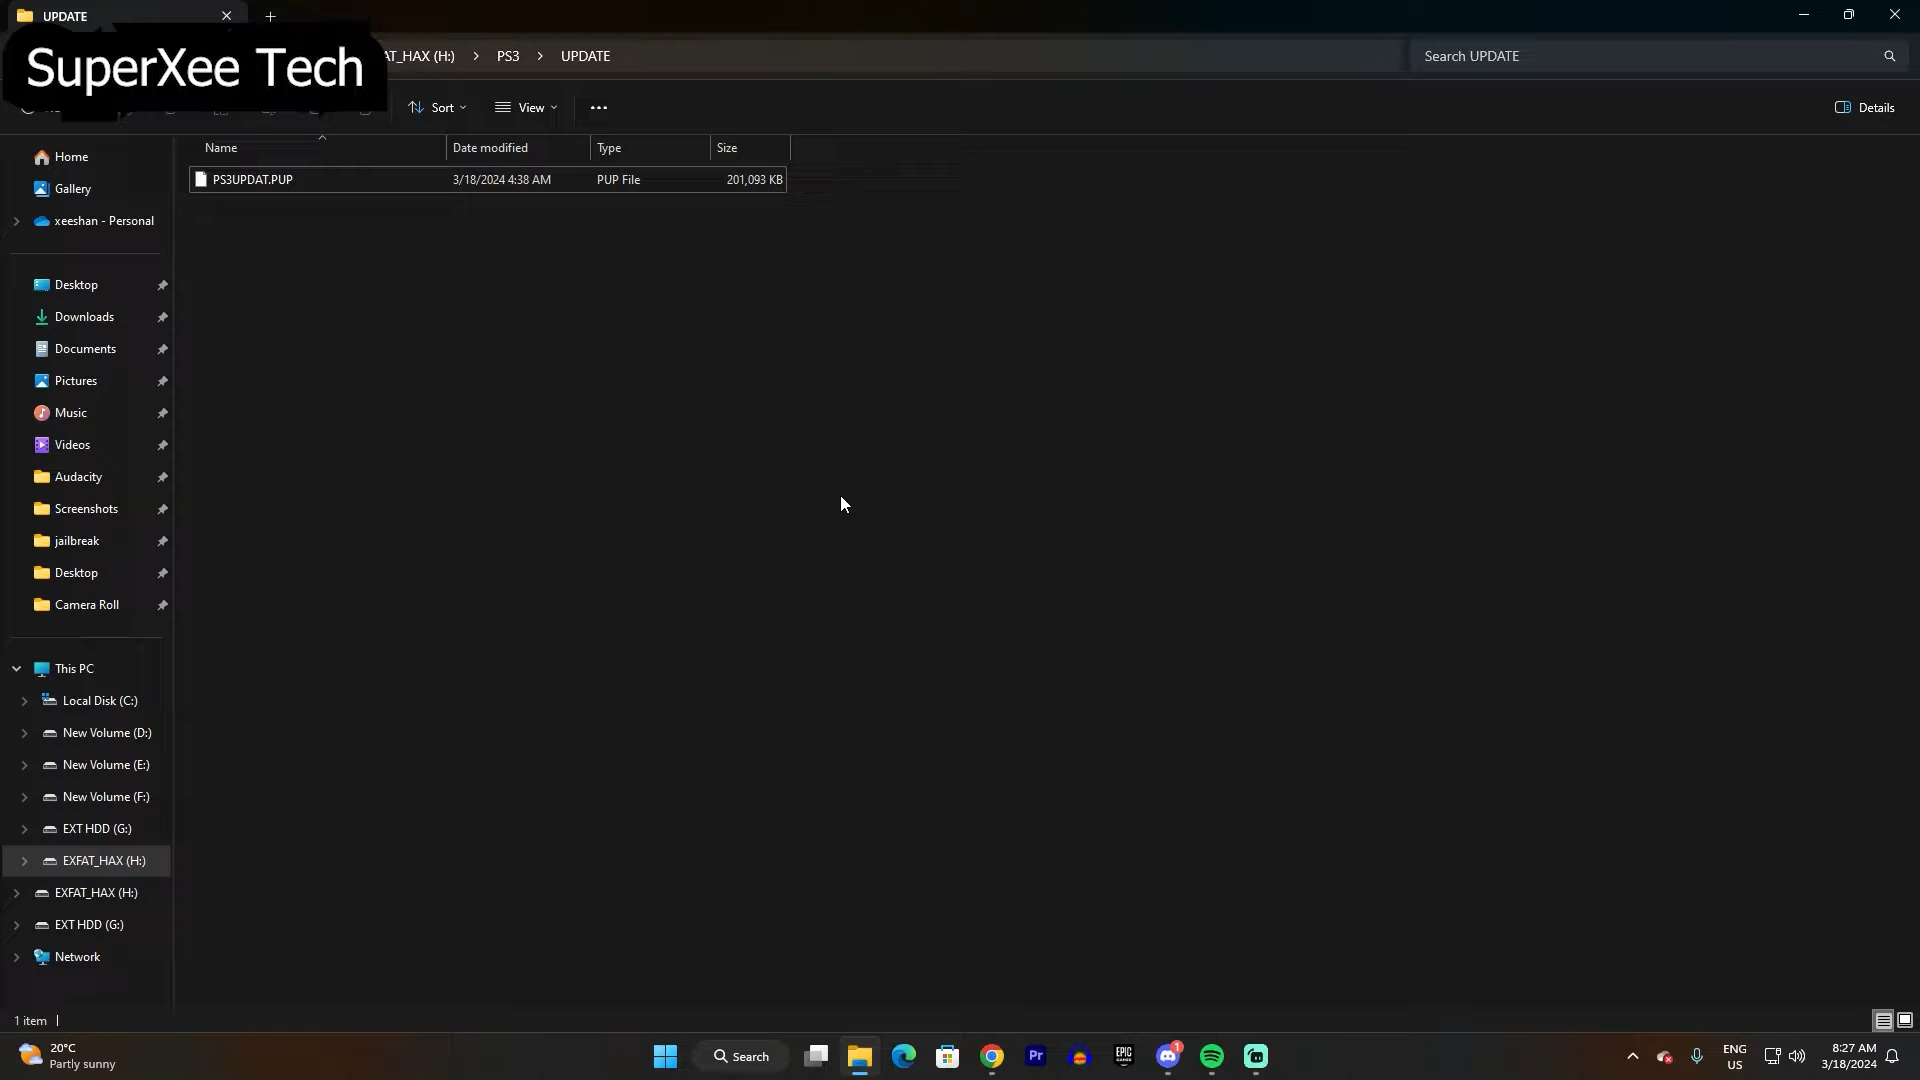 UPDATE
SuperXee Tech
AT_HAX (H:) PS3 UPDATE
Search UPDATE
Sort View Details
Name Date modified Type Size
PS3UPDAT.PUP 3/18/2024 4:38 AM PUP File 201,093 KB
Home
Gallery
xeeshan - Personal
Desktop
Downloads
Documents
Pictures
Music
Videos
Audacity
Screenshots
jailbreak
Desktop
Camera Roll
This PC
Local Disk (C:)
New Volume (D:)
New Volume (E:)
New Volume (F:)
EXT HDD (G:)
EXFAT_HAX (H:)
EXFAT_HAX (H:)
EXT HDD (G:)
Network
1 item
20°C
Partly sunny
Search
Pr
EPIC
GAMES
1
ENG
US
8:27 AM
3/18/2024